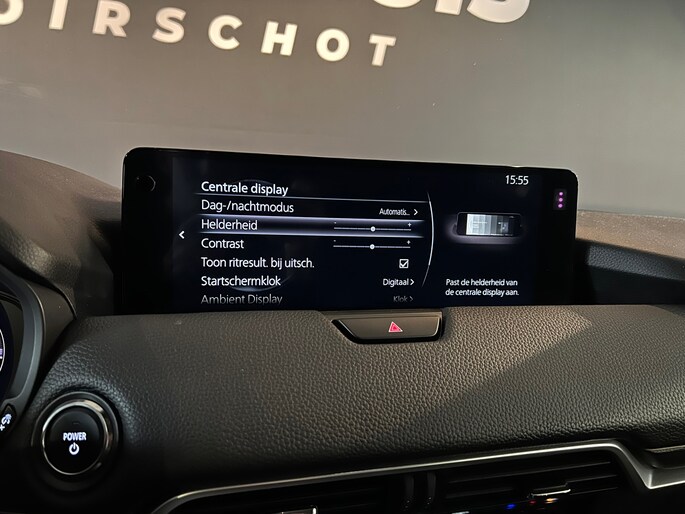 OIRSCHOT
15:55
Centrale display
Dag-/nachtmodus Automatis...
Helderheid - +
Contrast - +
Toon ritresult. bij uitsch.
Startschermklok Digitaal
Ambient Display Klok
Past de helderheid van
de centrale display aan.
POWER